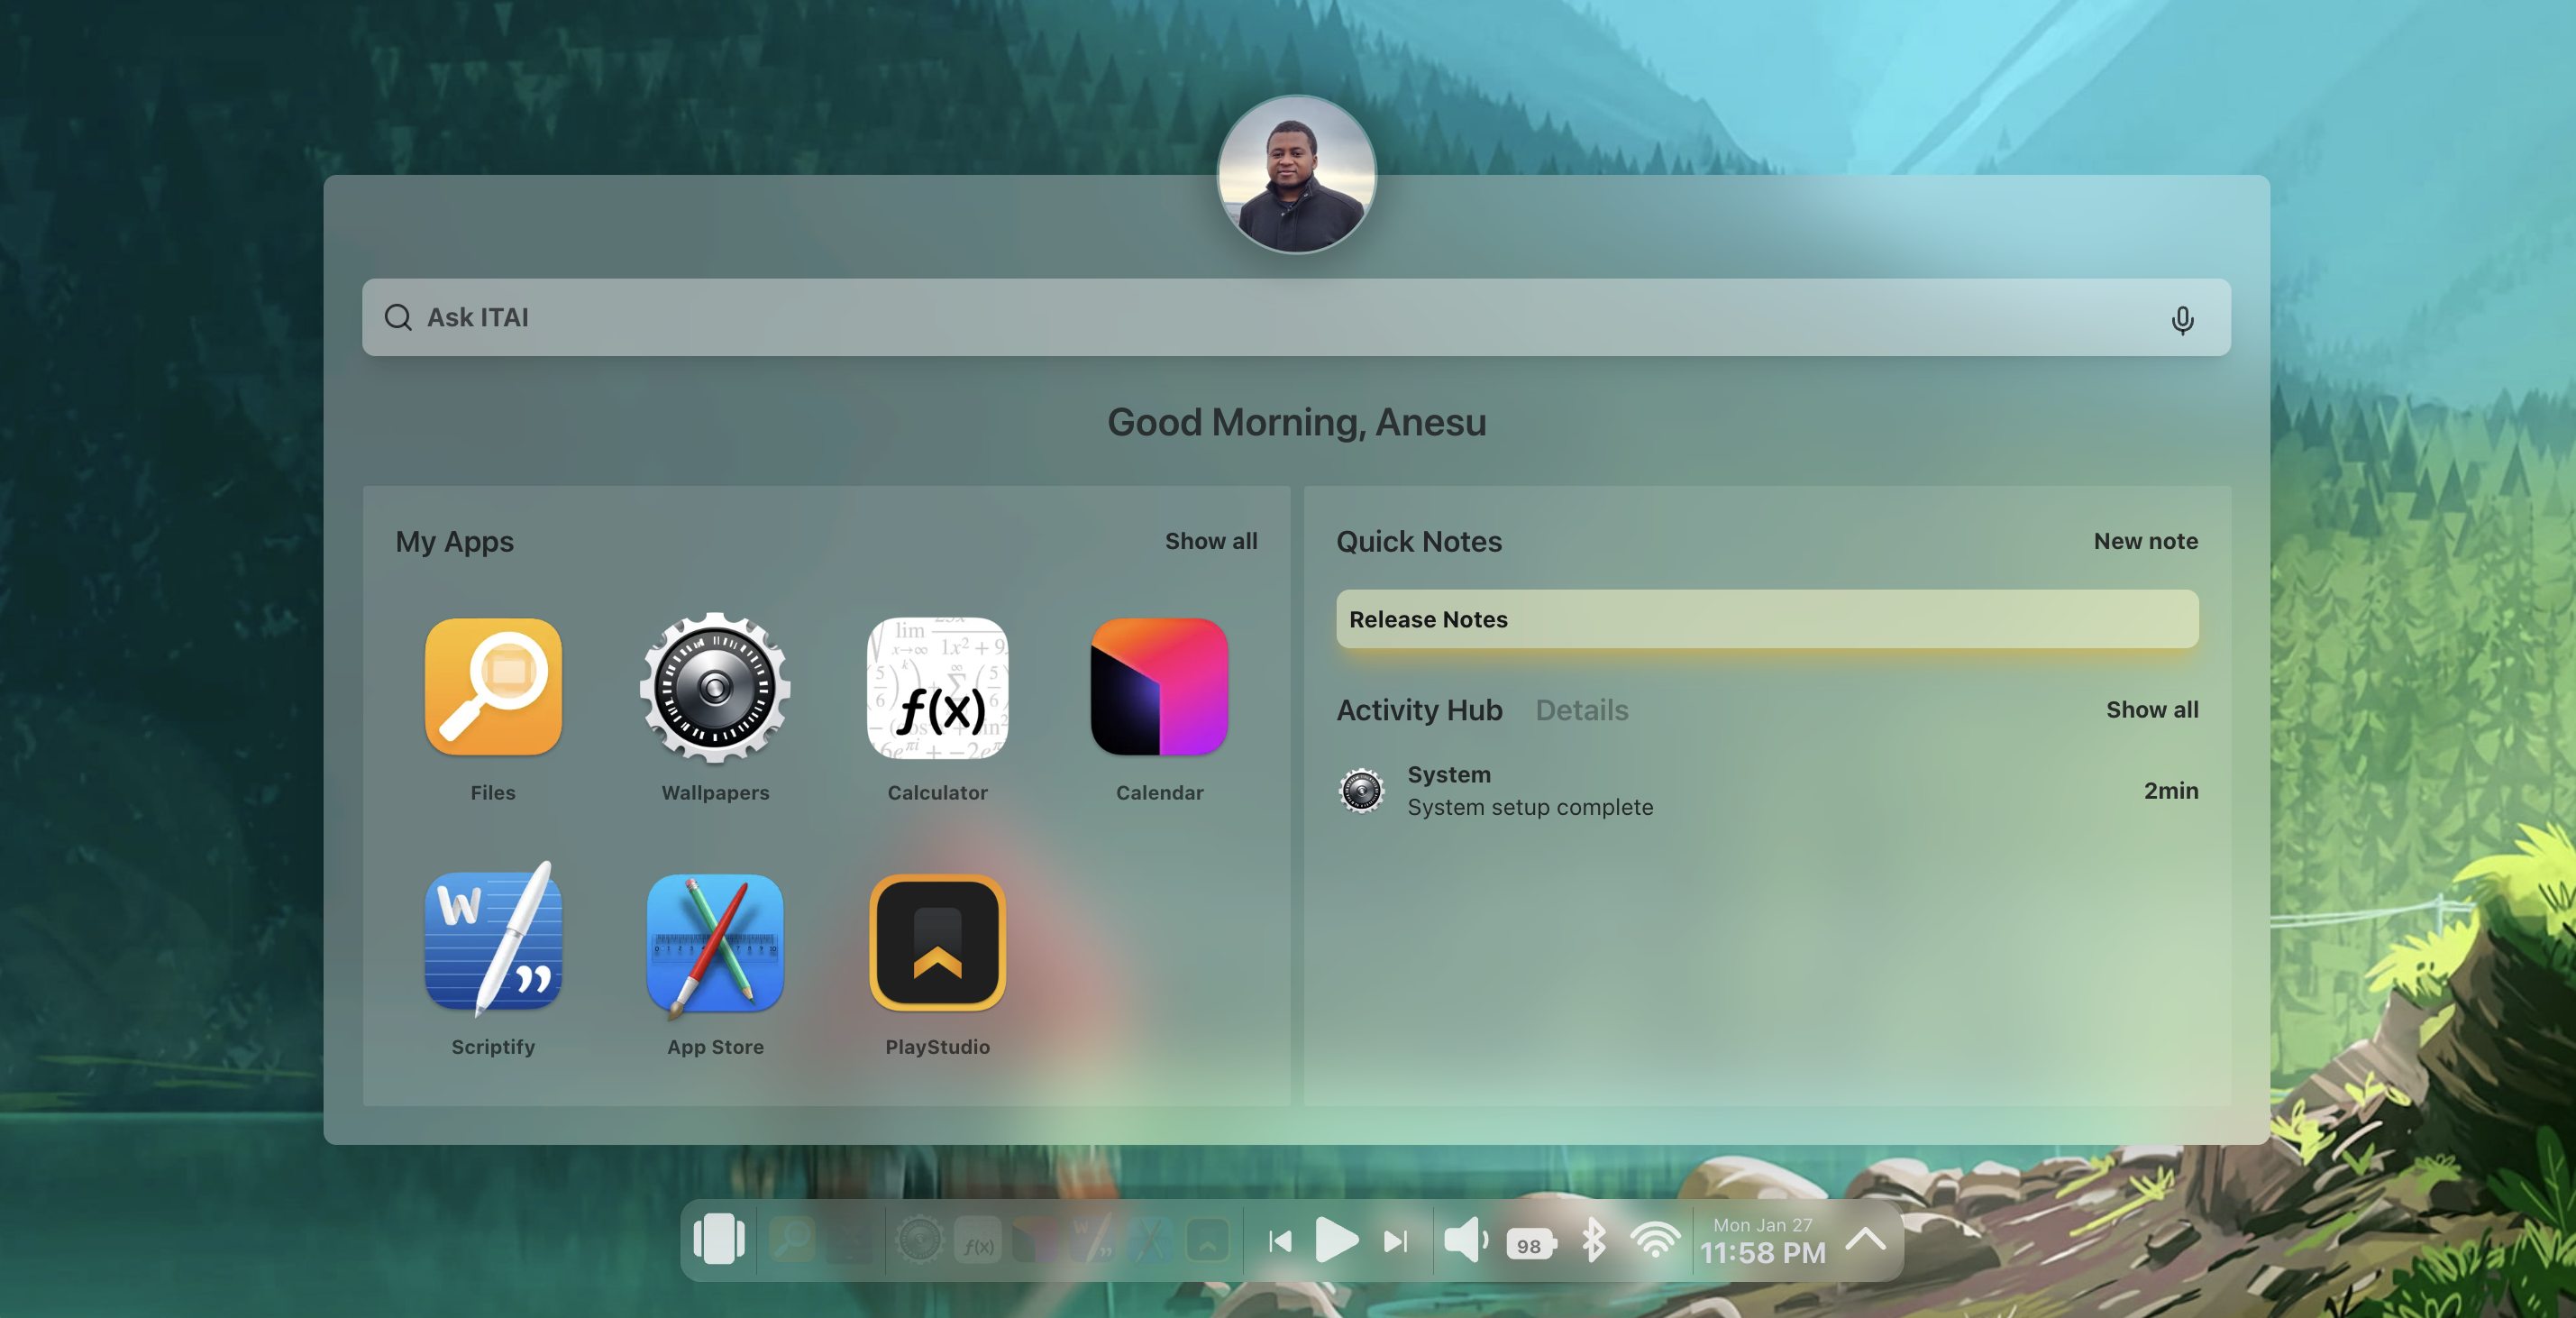 Ask ITAI
Good Morning, Anesu
My Apps
Show all
Files
Wallpapers
f(x)
Calculator
Calendar
W
Scriptify
App Store
PlayStudio
Quick Notes
New note
Release Notes
Activity Hub
Details
Show all
System
System setup complete
2min
f(x)
98
Mon Jan 27
11:58 PM